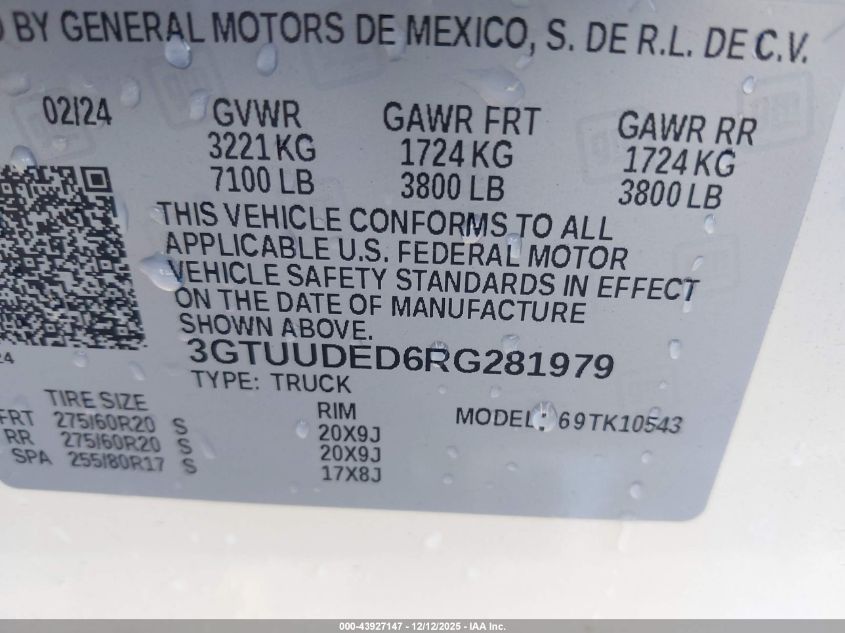 BY GENERAL MOTORS DE MEXICO, S. DE R.L. DE C.V.
02/24 GVWR GAWR FRT GAWR RR
3221 KG 1724 KG 1724 KG
7100 LB 3800 LB 3800 LB
THIS VEHICLE CONFORMS TO ALL
APPLICABLE U.S. FEDERAL MOTOR
VEHICLE SAFETY STANDARDS IN EFFECT
ON THE DATE OF MANUFACTURE
SHOWN ABOVE.
3GTUUDED6RG281979
TYPE: TRUCK
TIRE SIZE RIM MODEL: 69TK10543
FRT 275/60R20 S 20X9J
RR 275/60R20 S 20X9J
SPA 255/80R17 S 17X8J
000-43927147 - 12/12/2025 - IAA Inc.